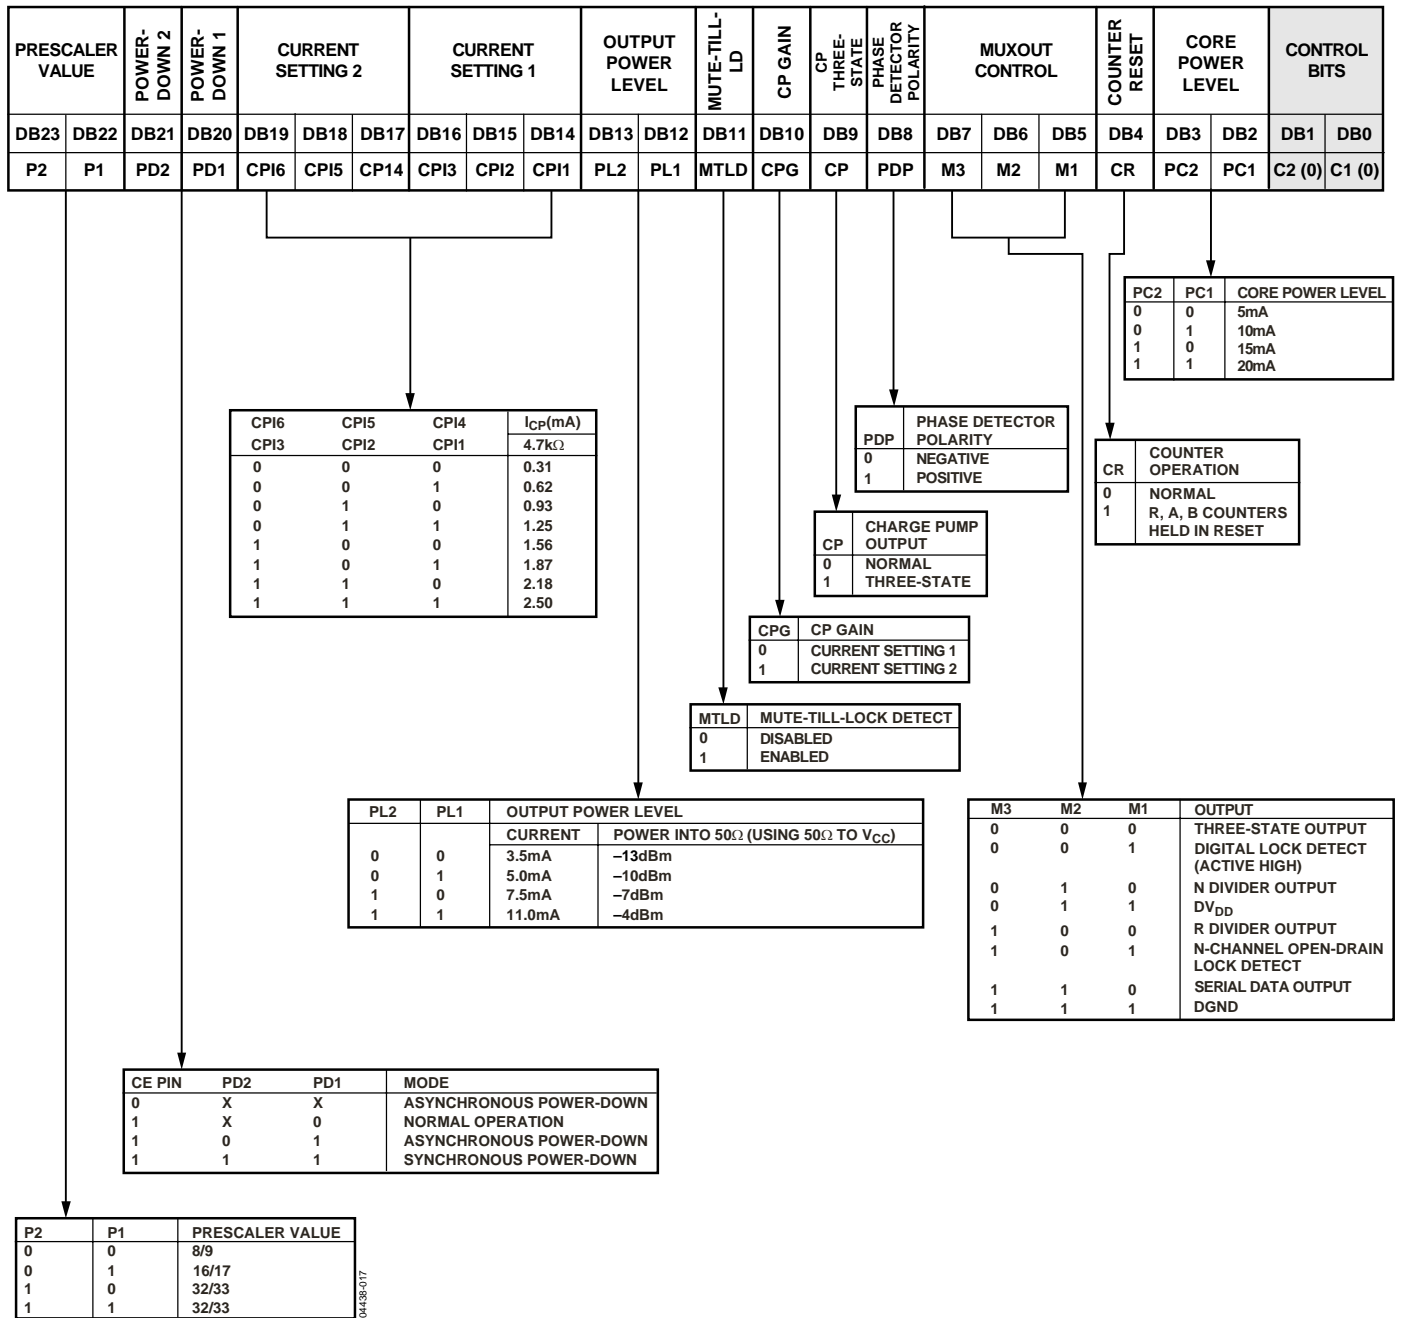 PRESCALER VALUE
POWER-DOWN 2
POWER-DOWN 1
CURRENT SETTING 2
CURRENT SETTING 1
OUTPUT POWER LEVEL
MUTE-TILL-LD
CP GAIN
CP THREE-STATE
PHASE DETECTOR POLARITY
MUXOUT CONTROL
COUNTER RESET
CORE POWER LEVEL
CONTROL BITS
DB23 DB22 DB21 DB20 DB19 DB18 DB17 DB16 DB15 DB14 DB13 DB12 DB11 DB10 DB9 DB8 DB7 DB6 DB5 DB4 DB3 DB2 DB1 DB0
P2 P1 PD2 PD1 CPI6 CPI5 CP14 CPI3 CPI2 CPI1 PL2 PL1 MTLD CPG CP PDP M3 M2 M1 CR PC2 PC1 C2 (0) C1 (0)
PC2 PC1 CORE POWER LEVEL
0 0 5mA
0 1 10mA
1 0 15mA
1 1 20mA
CPI6 CPI5 CPI4 ICP(mA)
CPI3 CPI2 CPI1 4.7kΩ
0 0 0 0.31
0 0 1 0.62
0 1 0 0.93
0 1 1 1.25
1 0 0 1.56
1 0 1 1.87
1 1 0 2.18
1 1 1 2.50
PHASE DETECTOR
PDP POLARITY
0 NEGATIVE
1 POSITIVE
COUNTER
CR OPERATION
0 NORMAL
1 R, A, B COUNTERS
HELD IN RESET
CHARGE PUMP
CP OUTPUT
0 NORMAL
1 THREE-STATE
CPG CP GAIN
0 CURRENT SETTING 1
1 CURRENT SETTING 2
MTLD MUTE-TILL-LOCK DETECT
0 DISABLED
1 ENABLED
PL2 PL1 OUTPUT POWER LEVEL
CURRENT POWER INTO 50Ω (USING 50Ω TO VCC)
0 0 3.5mA –13dBm
0 1 5.0mA –10dBm
1 0 7.5mA –7dBm
1 1 11.0mA –4dBm
M3 M2 M1 OUTPUT
0 0 0 THREE-STATE OUTPUT
0 0 1 DIGITAL LOCK DETECT
(ACTIVE HIGH)
0 1 0 N DIVIDER OUTPUT
0 1 1 DVDD
1 0 0 R DIVIDER OUTPUT
1 0 1 N-CHANNEL OPEN-DRAIN
LOCK DETECT
1 1 0 SERIAL DATA OUTPUT
1 1 1 DGND
CE PIN PD2 PD1 MODE
0 X X ASYNCHRONOUS POWER-DOWN
1 X 0 NORMAL OPERATION
1 0 1 ASYNCHRONOUS POWER-DOWN
1 1 1 SYNCHRONOUS POWER-DOWN
P2 P1 PRESCALER VALUE
0 0 8/9
0 1 16/17
1 0 32/33
1 1 32/33
04438-017